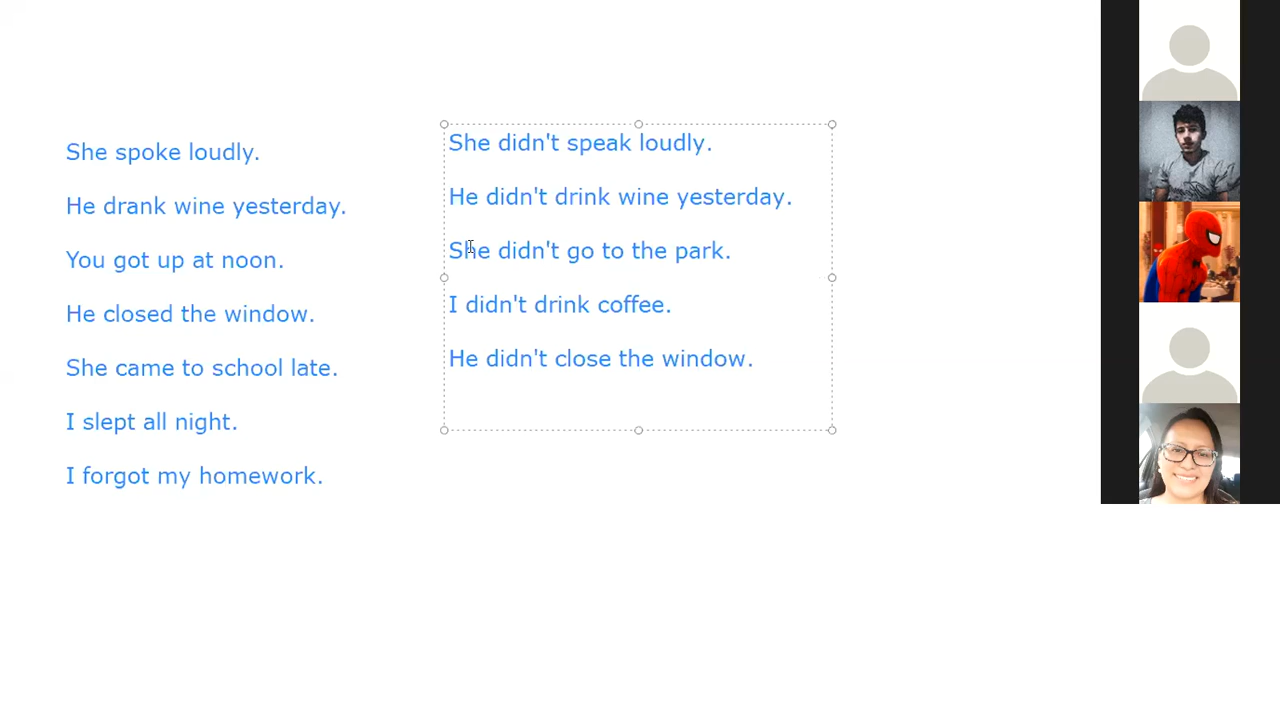 She spoke loudly.
He drank wine yesterday.
You got up at noon.
He closed the window.
She came to school late.
I slept all night.
I forgot my homework.
She didn't speak loudly.
He didn't drink wine yesterday.
She didn't go to the park.
I didn't drink coffee.
He didn't close the window.